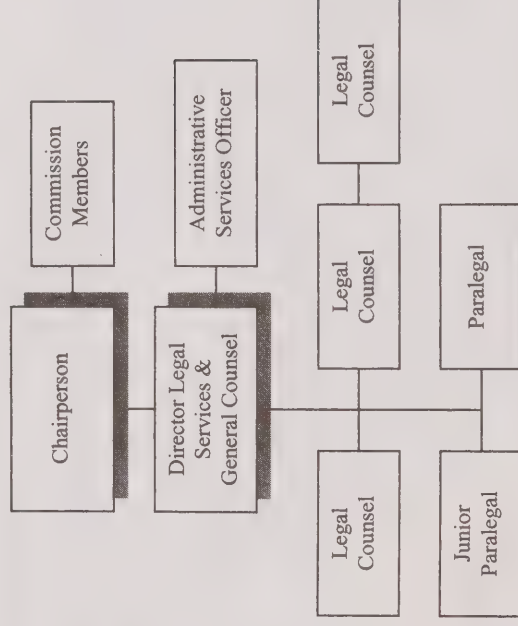 Chairperson
Commission
Members
Director Legal
Services &
General Counsel
Administrative
Services Officer
Legal
Counsel
Legal
Counsel
Legal
Counsel
Junior
Paralegal
Paralegal